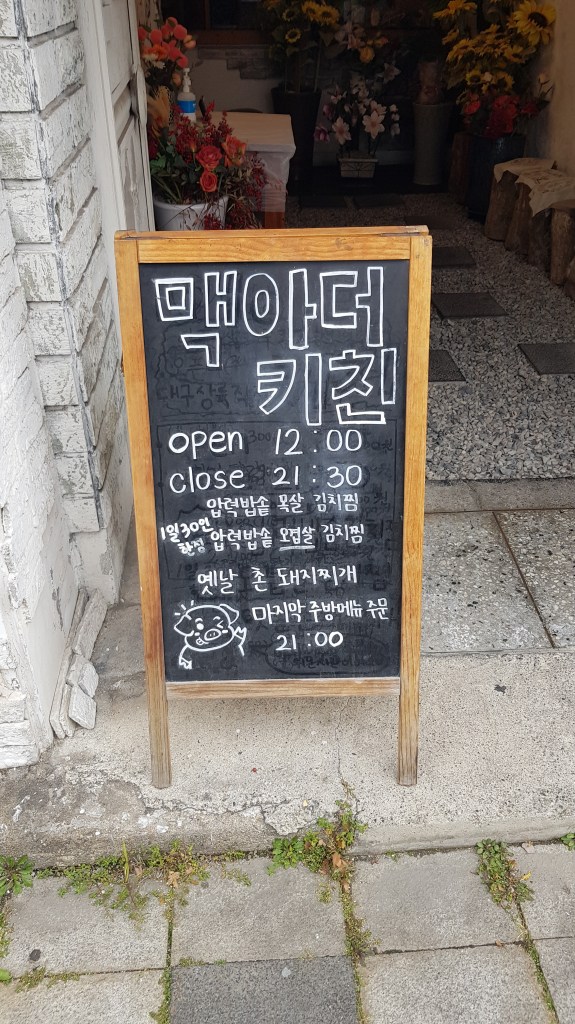 맥아더
키친
open 12:00
close 21:30
압력밥솥 목살 김치찜
1일 30인
한정
압력밥솥 오겹살 김치찜
옛날 촌 돼지찌개
마지막 주방메뉴 주문
21:00